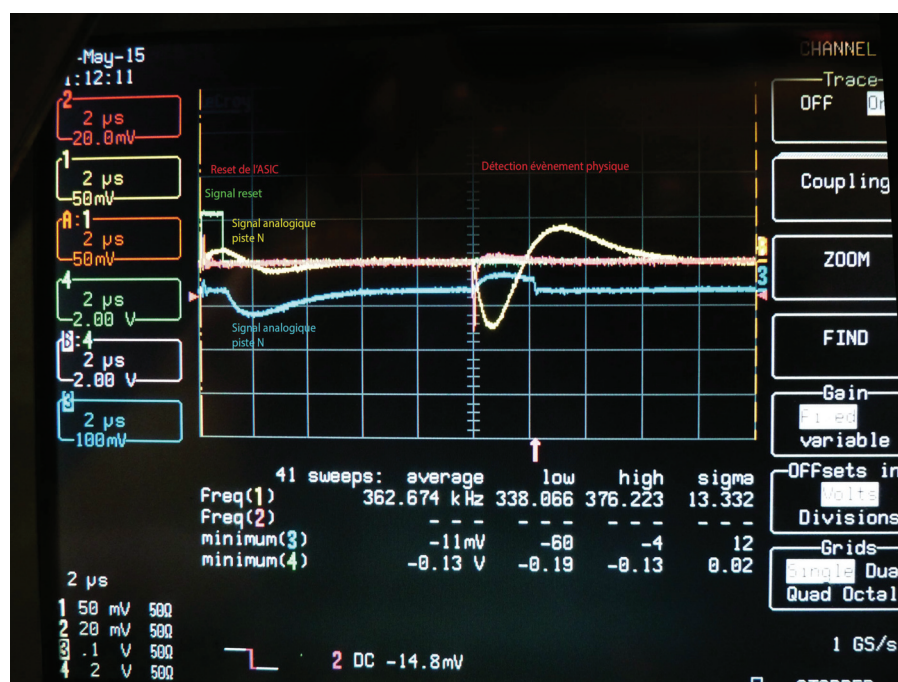 -May-15
:12:11
2
2 µs
20.0mV
1
2 µs
50mV
A:1
2 µs
50mV
4
2 µs
2.00 V
B:4
2 µs
2.00 V
3
2 µs
100mV
Reset de l'ASIC
Signal reset
Signal analogique
piste N
Détection évènement physique
Signal analogique
piste N
2
3
41 sweeps: average low high sigma
Freq(1) 362.674 kHz 338.066 376.223 13.332
Freq(2) - - - - - - - - - - - -
minimum(3) -11mV -60 -4 12
minimum(4) -0.13 V -0.19 -0.13 0.02
2 µs
1 50 mV 50Ω
2 20 mV 50Ω
3 .1 V 50Ω
4 2 V 50Ω
2 DC -14.8mV
CHANNEL
Trace
OFF On
Coupling
ZOOM
FIND
Gain
Fixed
variable
Offsets in
Volts
Divisions
Grids
Single Dua
Quad Octal
1 GS/s
STOPPED